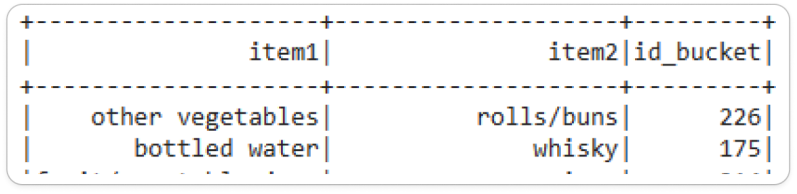 +--------------------+--------------------+---------+
|               item1|               item2|id_bucket|
+--------------------+--------------------+---------+
|    other vegetables|          rolls/buns|      226|
|       bottled water|              whisky|      175|